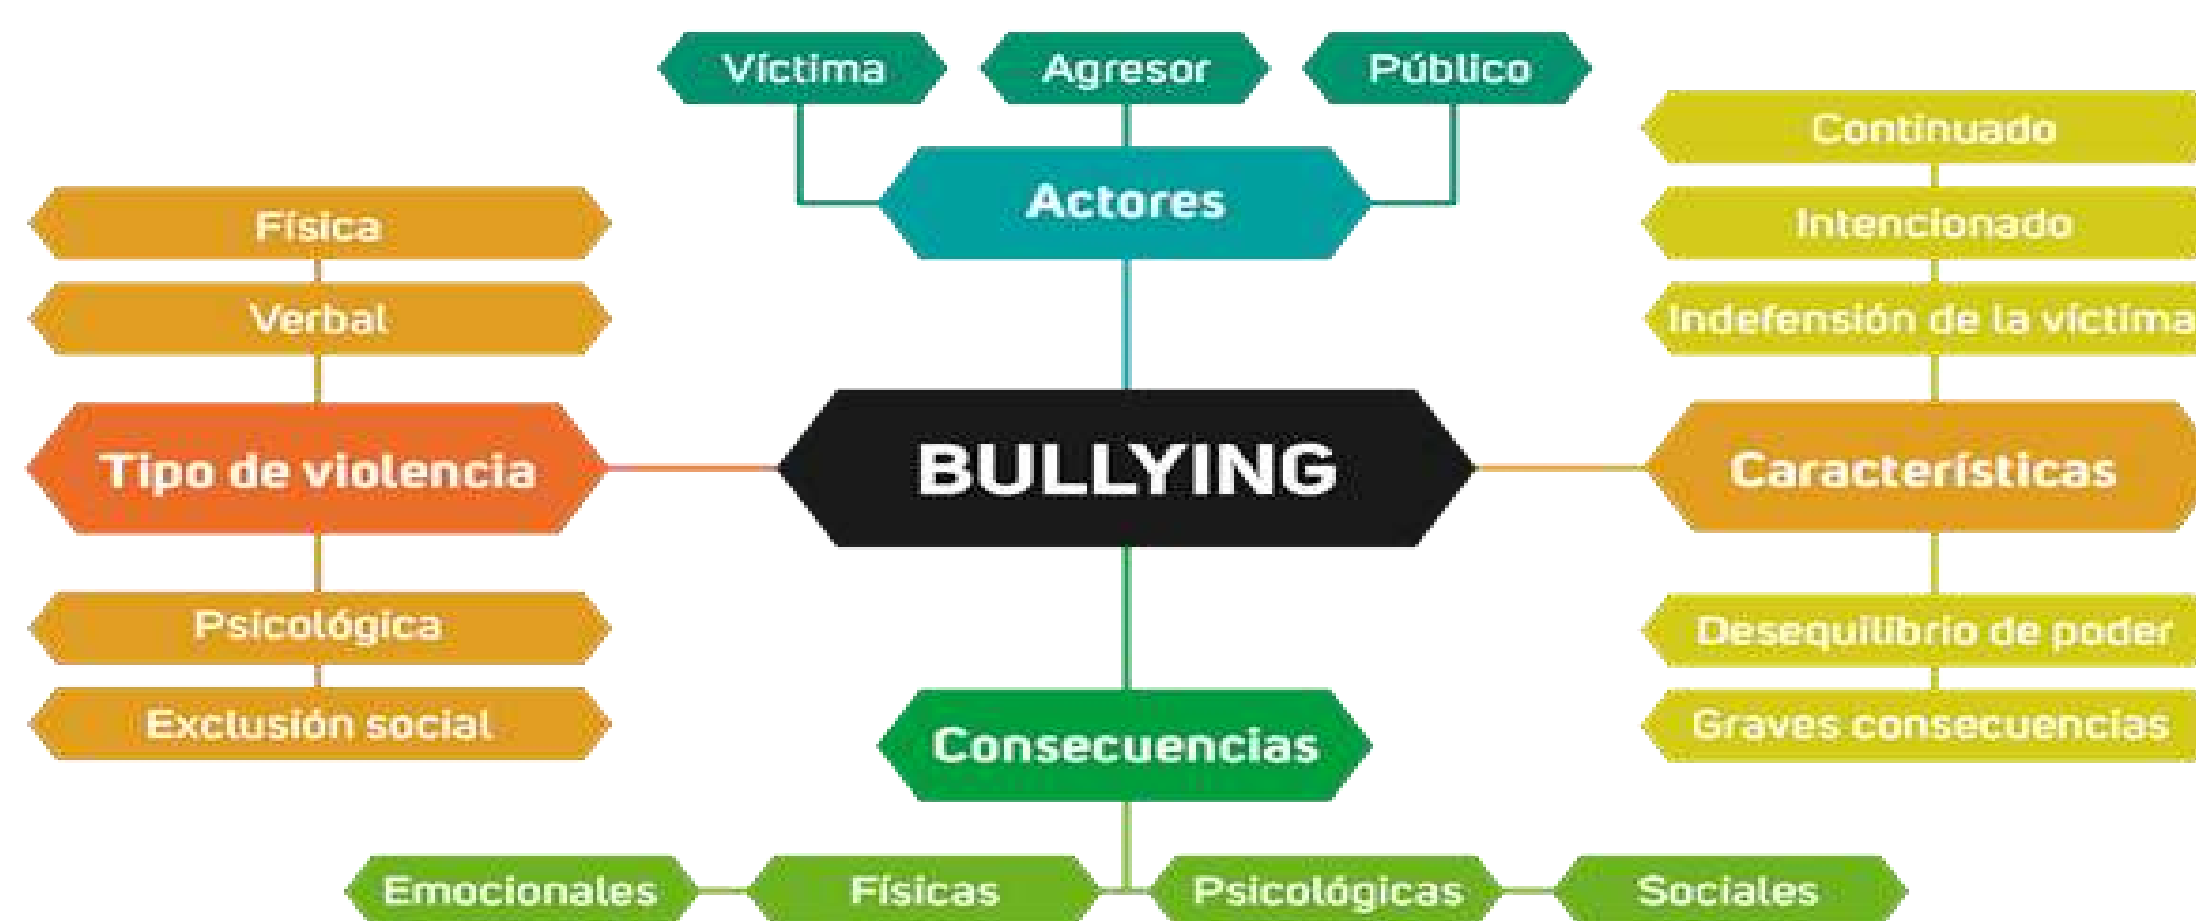 Víctima
Agresor
Público
Actores
Continuado
Intencionado
Indefensión de la víctima
Física
Verbal
Tipo de violencia
BULLYING
Características
Psicológica
Exclusión social
Desequilibrio de poder
Graves consecuencias
Consecuencias
Emocionales
Físicas
Psicológicas
Sociales